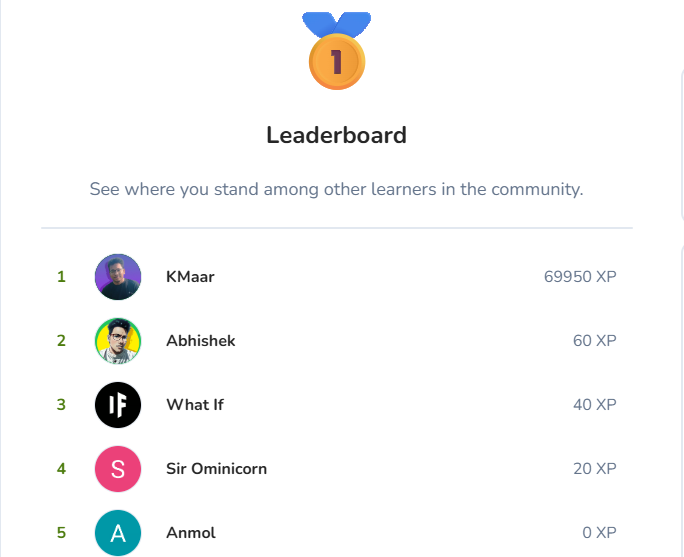 1
Leaderboard
See where you stand among other learners in the community.
1 KMaar 69950 XP
2 Abhishek 60 XP
3 IF What If 40 XP
4 S Sir Ominicorn 20 XP
5 A Anmol 0 XP